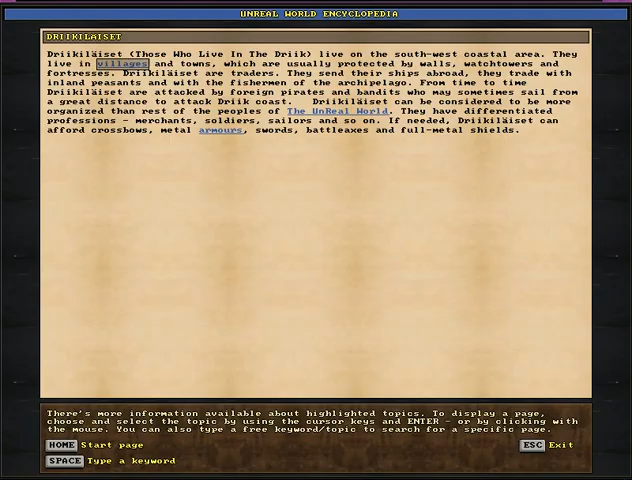 UNREAL WORLD ENCYCLOPEDIA
DRIIKILÄISET
Driikiläiset (Those Who Live In The Driik) live on the south-west coastal area. They
live in villages and towns, which are usually protected by walls, watchtowers and
fortresses. Driikiläiset are traders. They send their ships abroad, they trade with
inland peasants and with the fishermen of the archipelago. From time to time
Driikiläiset are attacked by foreign pirates and bandits who may sometimes sail from
a great distance to attack Driik coast. Driikiläiset can be considered to be more
organized than rest of the peoples of The UnReal World. They have differentiated
professions - merchants, soldiers, sailors and so on. If needed, Driikiläiset can
afford crossbows, metal armours, swords, battleaxes and full-metal shields.
There's more information available about highlighted topics. To display a page,
choose and select the topic by using the cursor keys and ENTER - or by clicking with
the mouse. You can also type a free keyword/topic to search for a specific page.
HOME Start page ESC Exit
SPACE Type a keyword